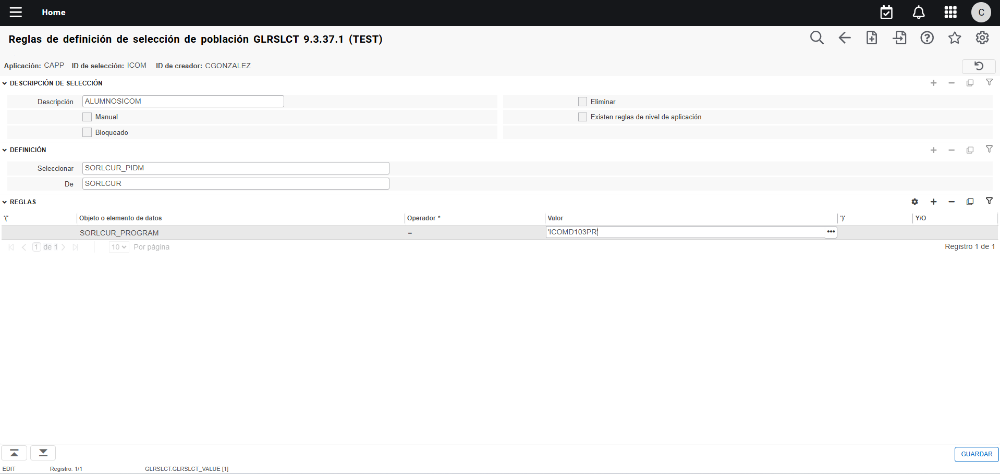 Home
C
Reglas de definición de selección de población GLRSLCT 9.3.37.1 (TEST)
Aplicación: CAPP ID de selección: ICOM ID de creador: CGONZALEZ
DESCRIPCIÓN DE SELECCIÓN
Descripción ALUMNOSICOM Eliminar
Manual Existen reglas de nivel de aplicación
Bloqueado
DEFINICIÓN
Seleccionar SORLCUR_PIDM
De SORLCUR
REGLAS
'(' Objeto o elemento de datos Operador * Valor ')' Y/O
SORLCUR_PROGRAM = 'ICOMD103PR'
1 de 1 10 Por página Registro 1 de 1
GUARDAR
EDIT Registro: 1/1 GLRSLCT.GLRSLCT_VALUE [1]